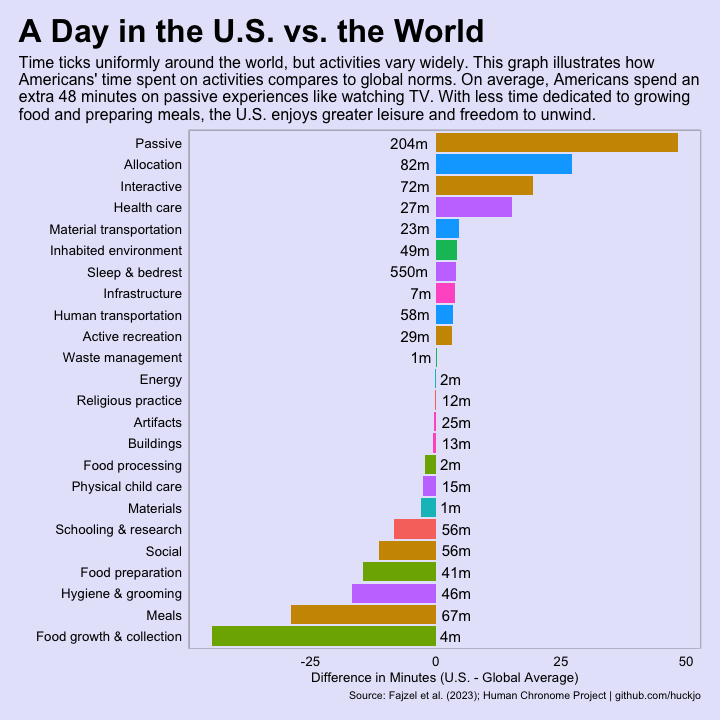 A Day in the U.S. vs. the World
Time ticks uniformly around the world, but activities vary widely. This graph illustrates how
Americans' time spent on activities compares to global norms. On average, Americans spend an
extra 48 minutes on passive experiences like watching TV. With less time dedicated to growing
food and preparing meals, the U.S. enjoys greater leisure and freedom to unwind.
Passive 204m
Allocation 82m
Interactive 72m
Health care 27m
Material transportation 23m
Inhabited environment 49m
Sleep & bedrest 550m
Infrastructure 7m
Human transportation 58m
Active recreation 29m
Waste management 1m
Energy 2m
Religious practice 12m
Artifacts 25m
Buildings 13m
Food processing 2m
Physical child care 15m
Materials 1m
Schooling & research 56m
Social 56m
Food preparation 41m
Hygiene & grooming 46m
Meals 67m
Food growth & collection 4m
-25 0 25 50
Difference in Minutes (U.S. - Global Average)
Source: Fajzel et al. (2023); Human Chronome Project | github.com/huckjo